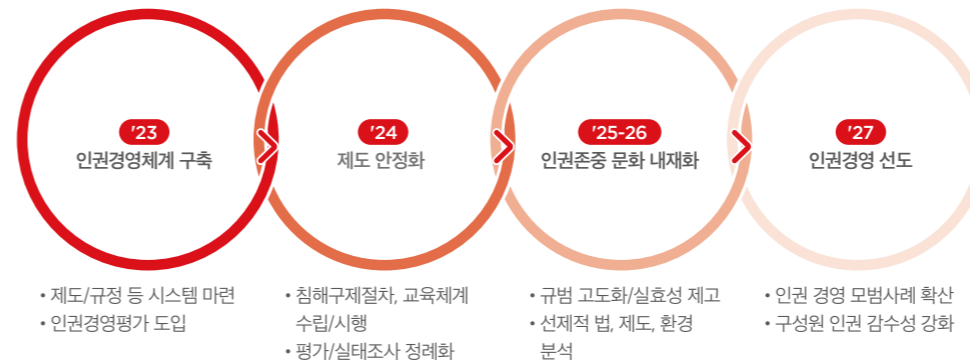 '23
인권경영체계 구축
'24
제도 안정화
'25-26
인권존중 문화 내재화
'27
인권경영 선도
• 제도/규정 등 시스템 마련
• 인권경영평가 도입
• 침해구제절차, 교육체계
수립/시행
• 평가/실태조사 정례화
• 규범 고도화/실효성 제고
• 선제적 법, 제도, 환경
분석
• 인권 경영 모범사례 확산
• 구성원 인권 감수성 강화